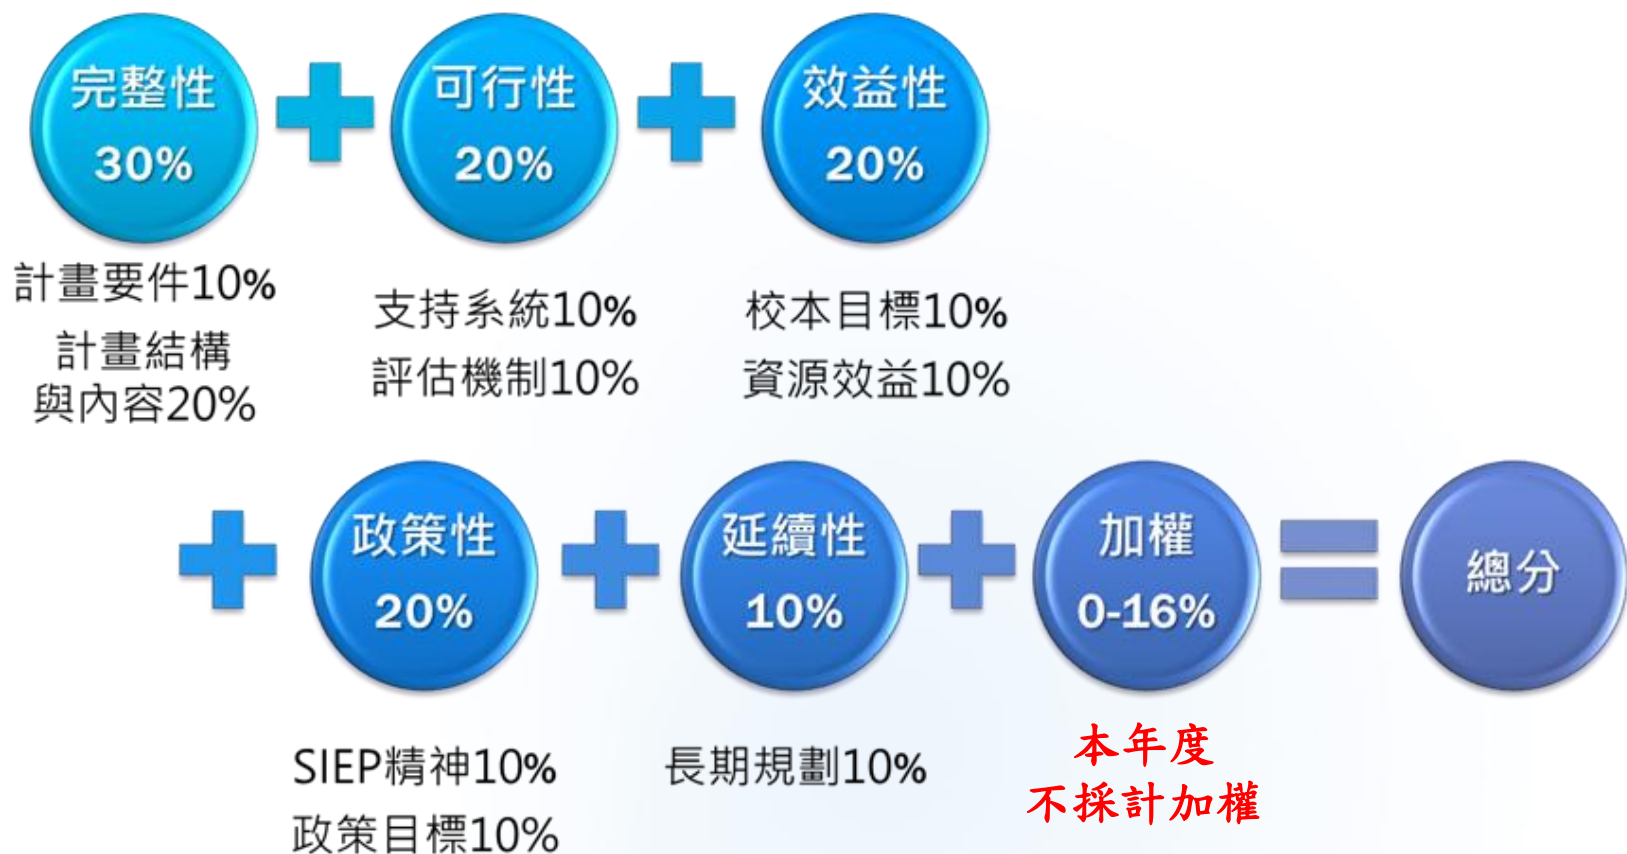 完整性
30%
可行性
20%
效益性
20%
計畫要件10%
計畫結構
與內容20%
支持系統10%
評估機制10%
校本目標10%
資源效益10%
政策性
20%
延續性
10%
加權
0-16%
總分
SIEP精神10%
政策目標10%
長期規劃10%
本年度
不採計加權